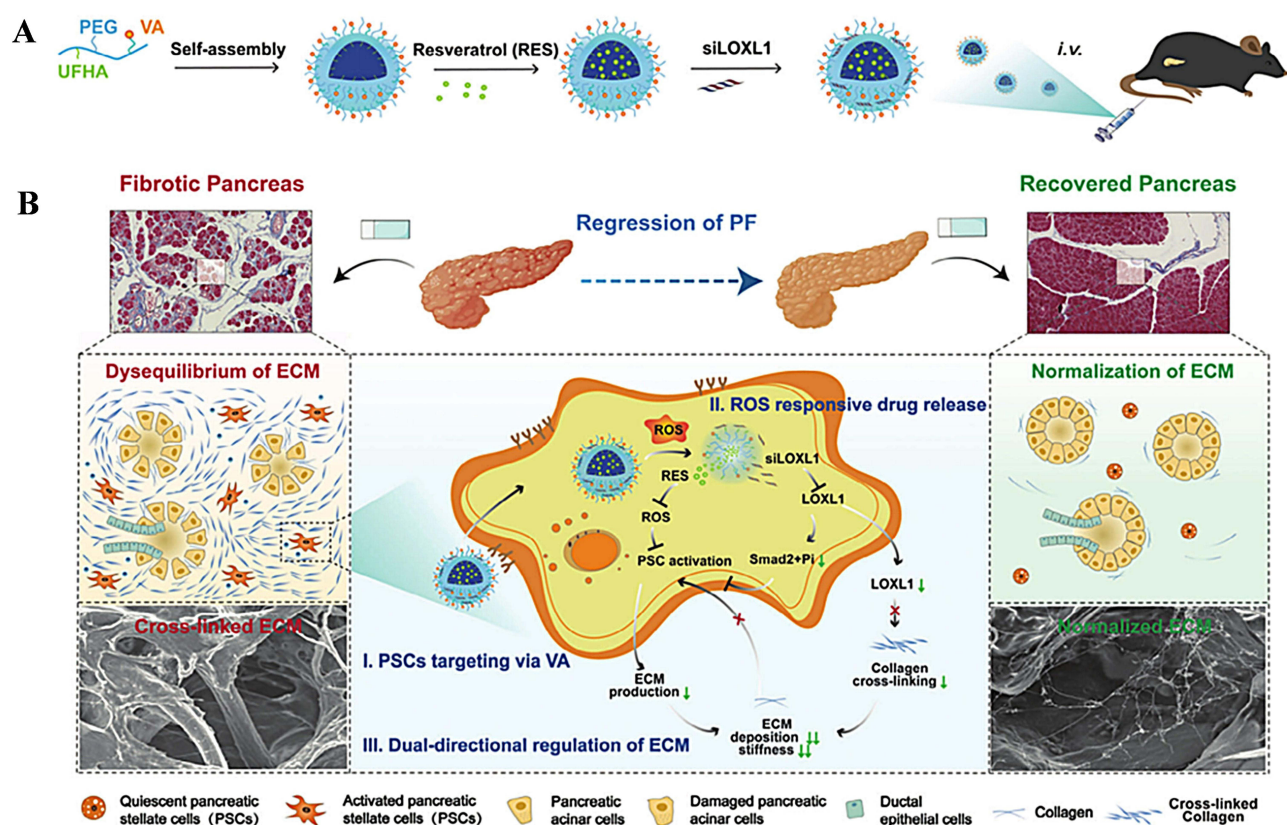 A
PEG
VA
UFHA
Self-assembly
Resveratrol (RES)
siLOXL1
i.v.
B
Fibrotic Pancreas
Regression of PF
Recovered Pancreas
Dysequilibrium of ECM
Cross-linked ECM
II. ROS responsive drug release
ROS
siLOXL1
RES
LOXL1
ROS
PSC activation
Smad2+Pi
LOXL1
I. PSCs targeting via VA
ECM
production
Collagen
cross-linking
ECM
deposition
stiffness
III. Dual-directional regulation of ECM
Normalization of ECM
Normalized ECM
Quiescent pancreatic
stellate cells (PSCs)
Activated pancreatic
stellate cells (PSCs)
Pancreatic
acinar cells
Damaged pancreatic
acinar cells
Ductal
epithelial cells
Collagen
Cross-linked
Collagen